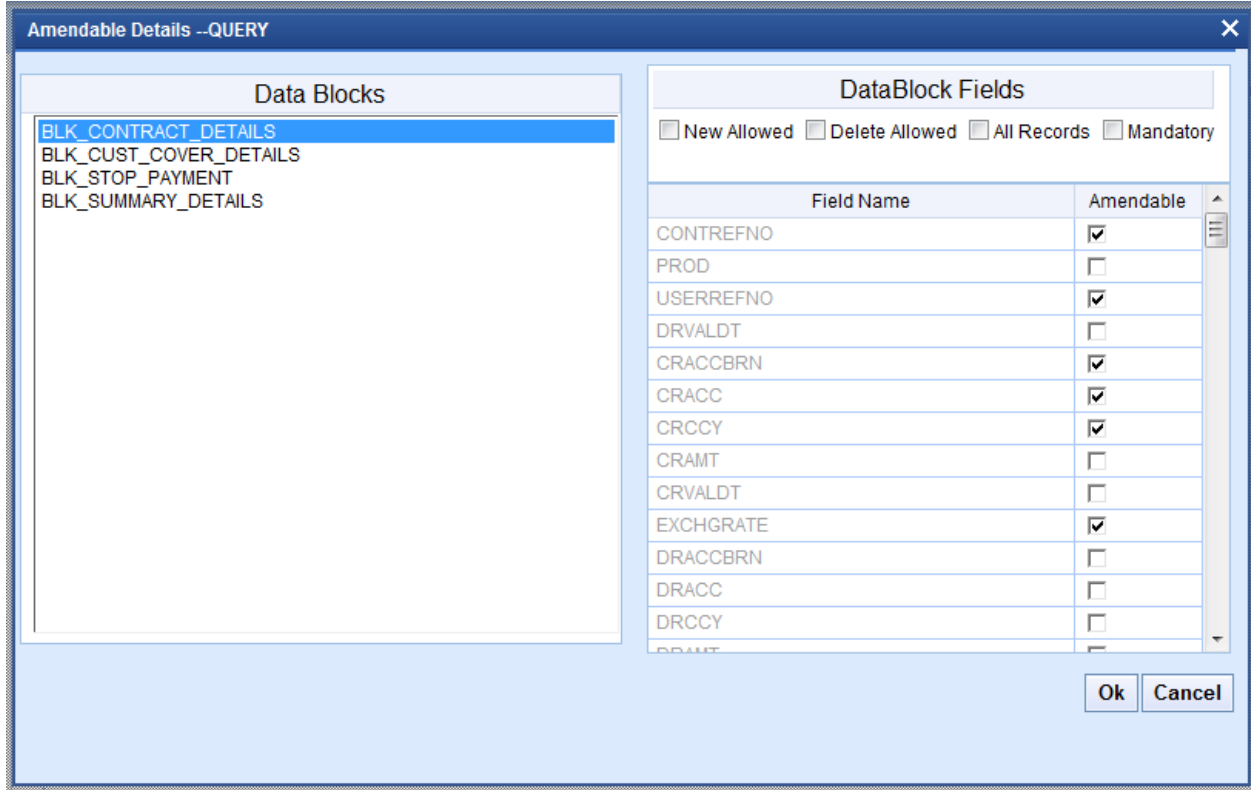 Amendable Details --QUERY
Data Blocks
BLK_CONTRACT_DETAILS
BLK_CUST_COVER_DETAILS
BLK_STOP_PAYMENT
BLK_SUMMARY_DETAILS
DataBlock Fields
New Allowed Delete Allowed All Records Mandatory
Field Name Amendable
CONTREFNO
PROD
USERREFNO
DRVALDT
CRACCBRN
CRACC
CRCCY
CRAMT
CRVALDT
EXCHGRATE
DRACCBRN
DRACC
DRCCY
DRAMT
Ok Cancel